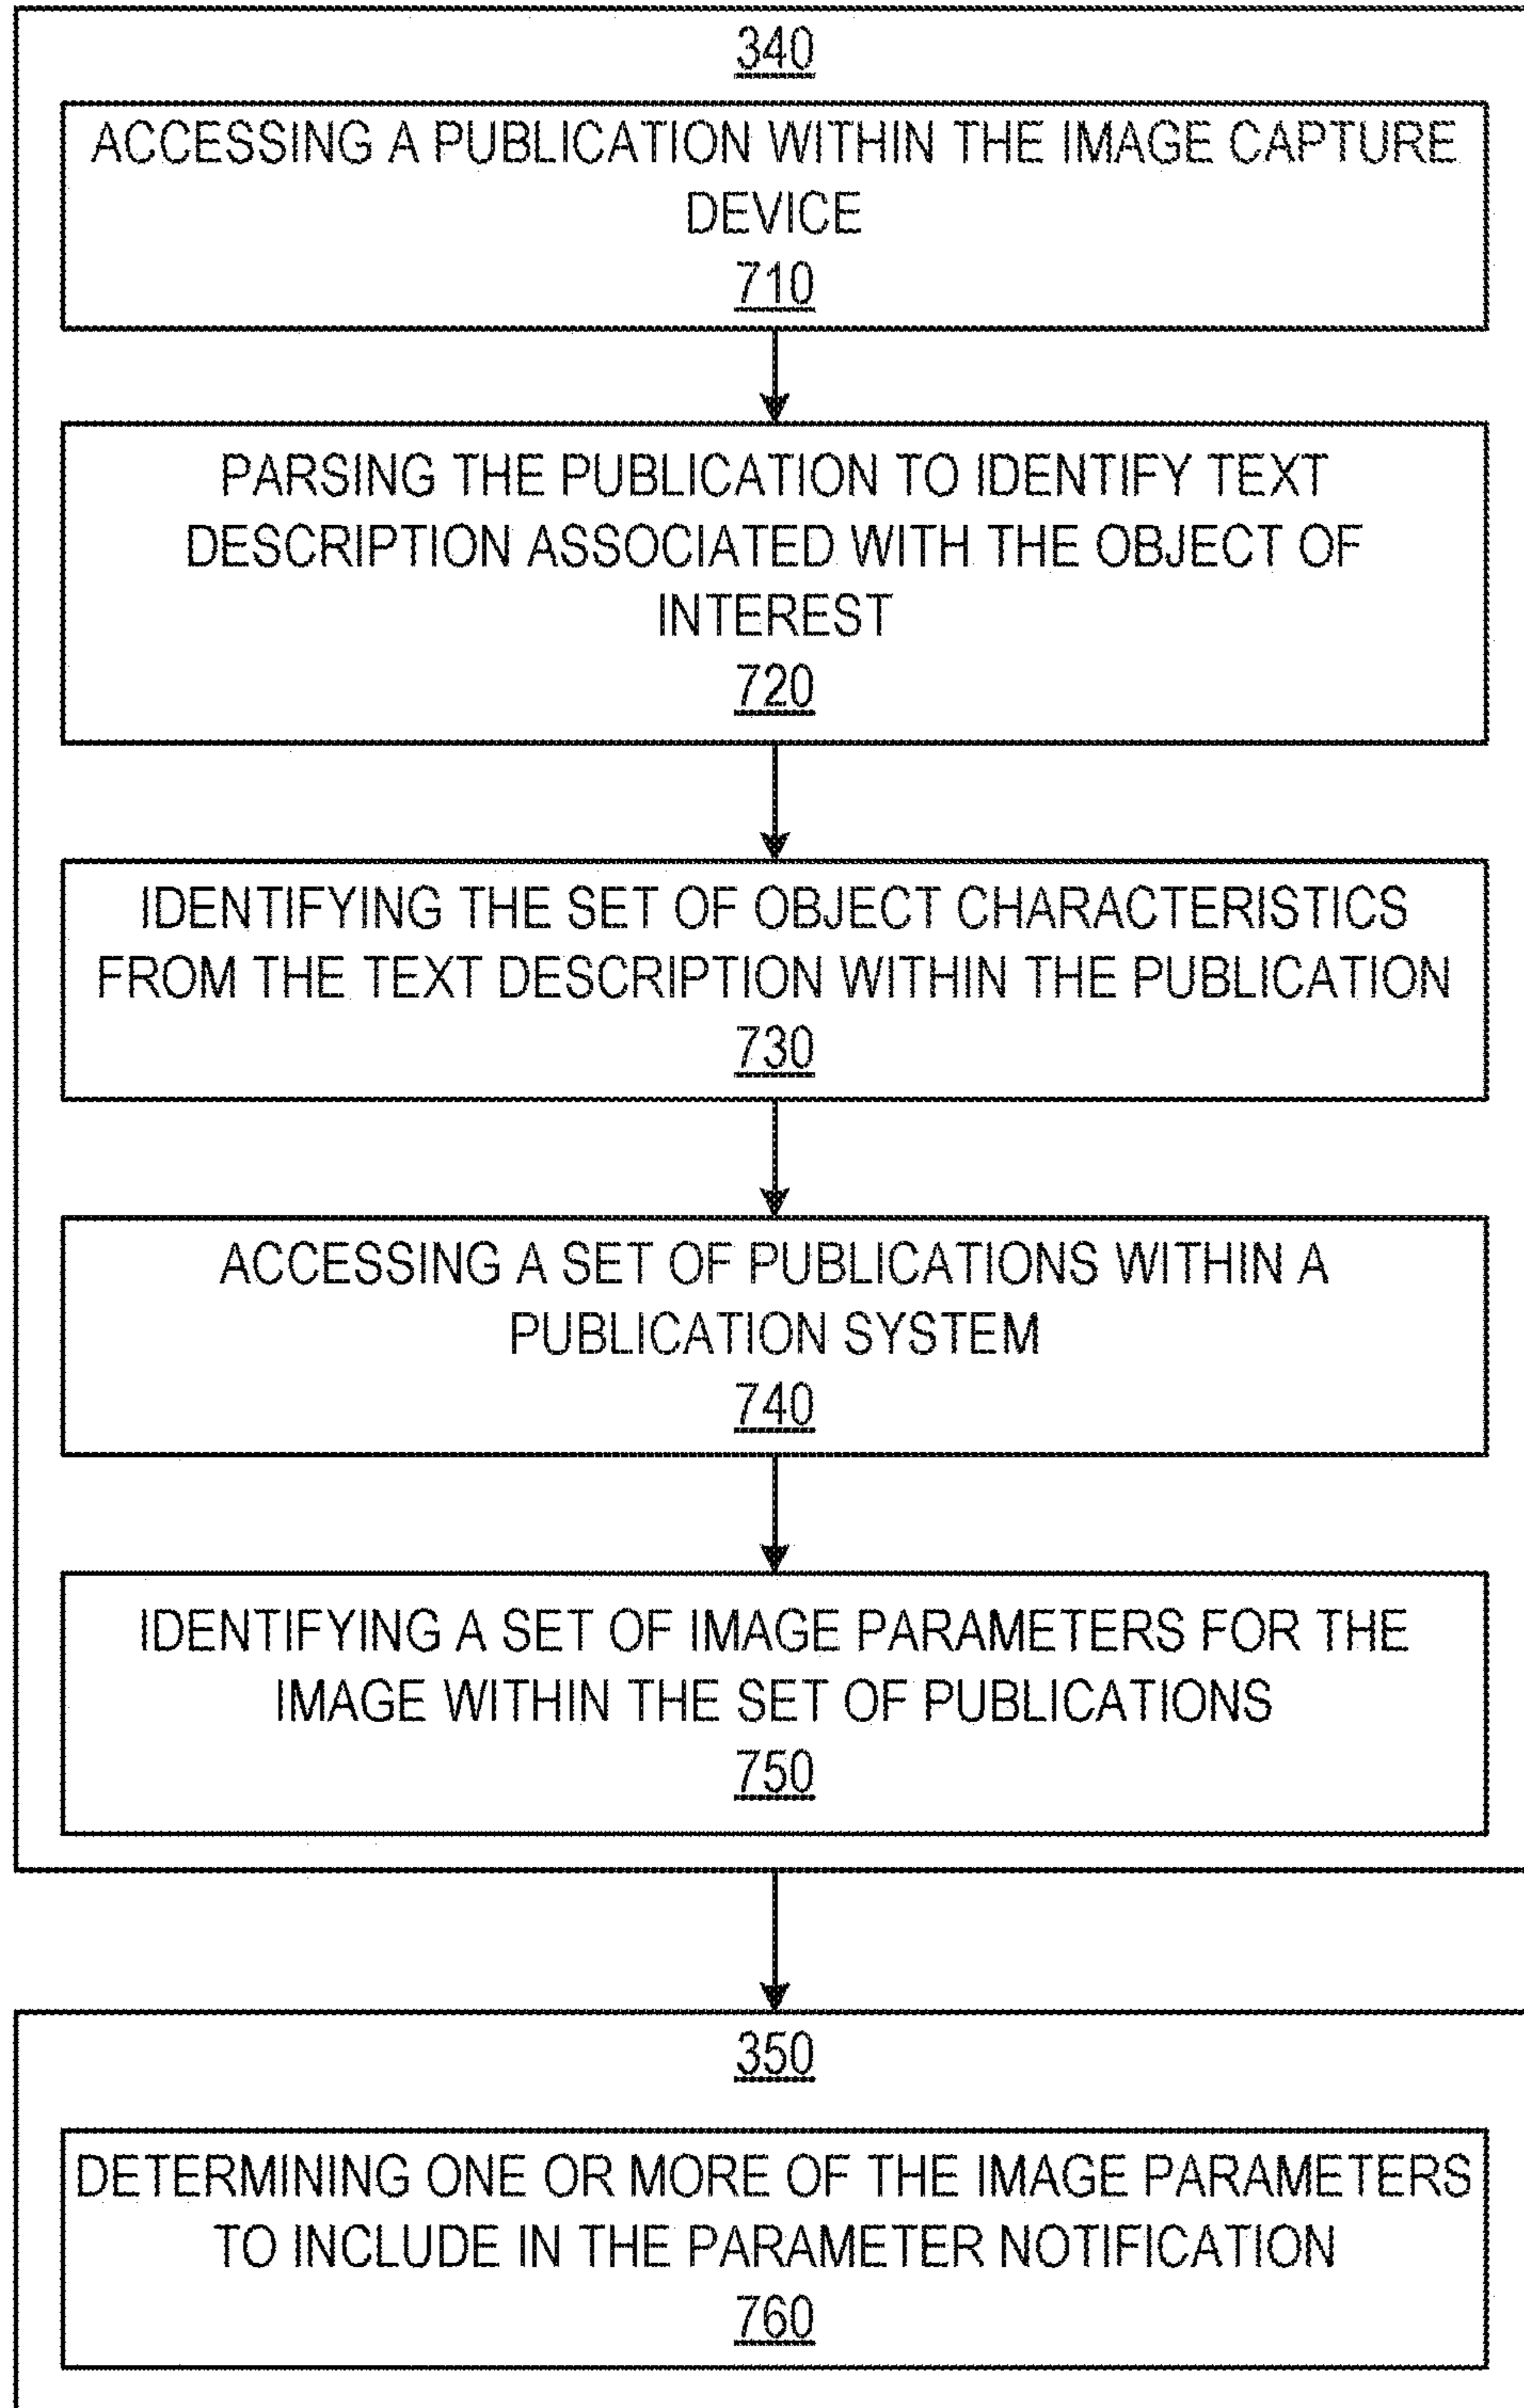 340
ACCESSING A PUBLICATION WITHIN THE IMAGE CAPTURE
DEVICE
710
PARSING THE PUBLICATION TO IDENTIFY TEXT
DESCRIPTION ASSOCIATED WITH THE OBJECT OF
INTEREST
720
IDENTIFYING THE SET OF OBJECT CHARACTERISTICS
FROM THE TEXT DESCRIPTION WITHIN THE PUBLICATION
730
ACCESSING A SET OF PUBLICATIONS WITHIN A
PUBLICATION SYSTEM
740
IDENTIFYING A SET OF IMAGE PARAMETERS FOR THE
IMAGE WITHIN THE SET OF PUBLICATIONS
750
350
DETERMINING ONE OR MORE OF THE IMAGE PARAMETERS
TO INCLUDE IN THE PARAMETER NOTIFICATION
760